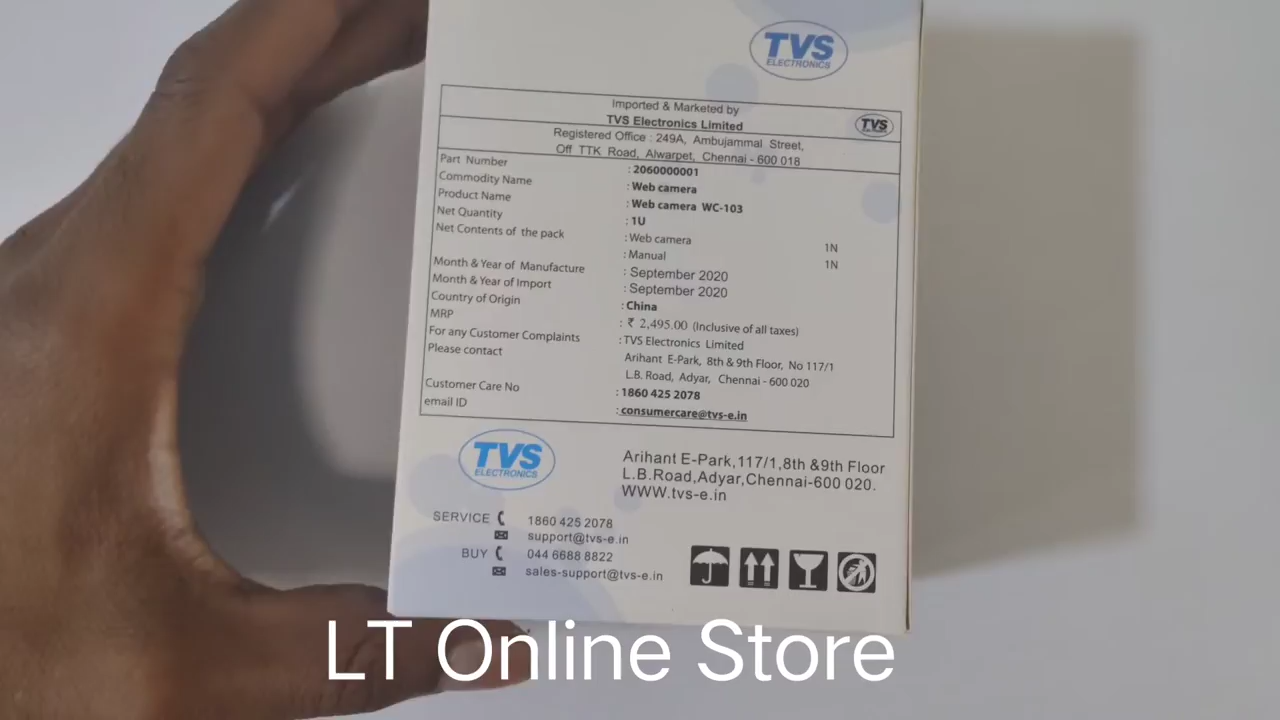 TVS
ELECTRONICS
Imported & Marketed by
TVS Electronics Limited
TVS
Registered Office : 249A, Ambujammal Street,
Off TTK Road, Alwarpet, Chennai - 600 018
Part Number : 2060000001
Commodity Name : Web camera
Product Name : Web camera WC-103
Net Quantity : 1U
Net Contents of the pack : Web camera 1N
: Manual 1N
Month & Year of Manufacture : September 2020
Month & Year of Import : September 2020
Country of Origin : China
MRP : ₹ 2,495.00 (Inclusive of all taxes)
For any Customer Complaints : TVS Electronics Limited
Please contact Arihant E-Park, 8th & 9th Floor, No 117/1
L.B. Road, Adyar, Chennai - 600 020
Customer Care No : 1860 425 2078
email ID : consumercare@tvs-e.in
TVS
ELECTRONICS
Arihant E-Park,117/1,8th &9th Floor
L.B.Road,Adyar,Chennai-600 020.
WWW.tvs-e.in
SERVICE 1860 425 2078
support@tvs-e.in
BUY 044 6688 8822
sales-support@tvs-e.in
LT Online Store